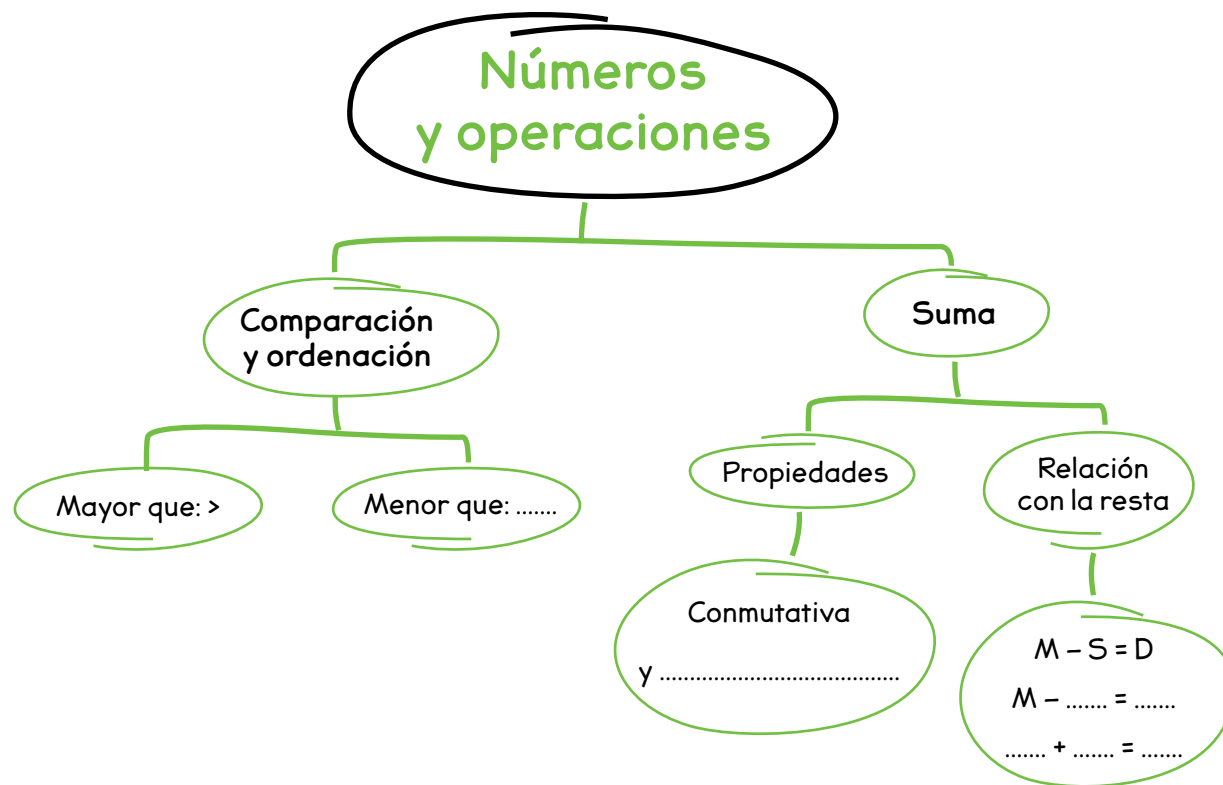 Números
y operaciones
Comparación
y ordenación
Suma
Mayor que: >
Menor que: .......
Propiedades
Relación
con la resta
Conmutativa
y ........................................
M – S = D
M – ....... = .......
....... + ....... = .......